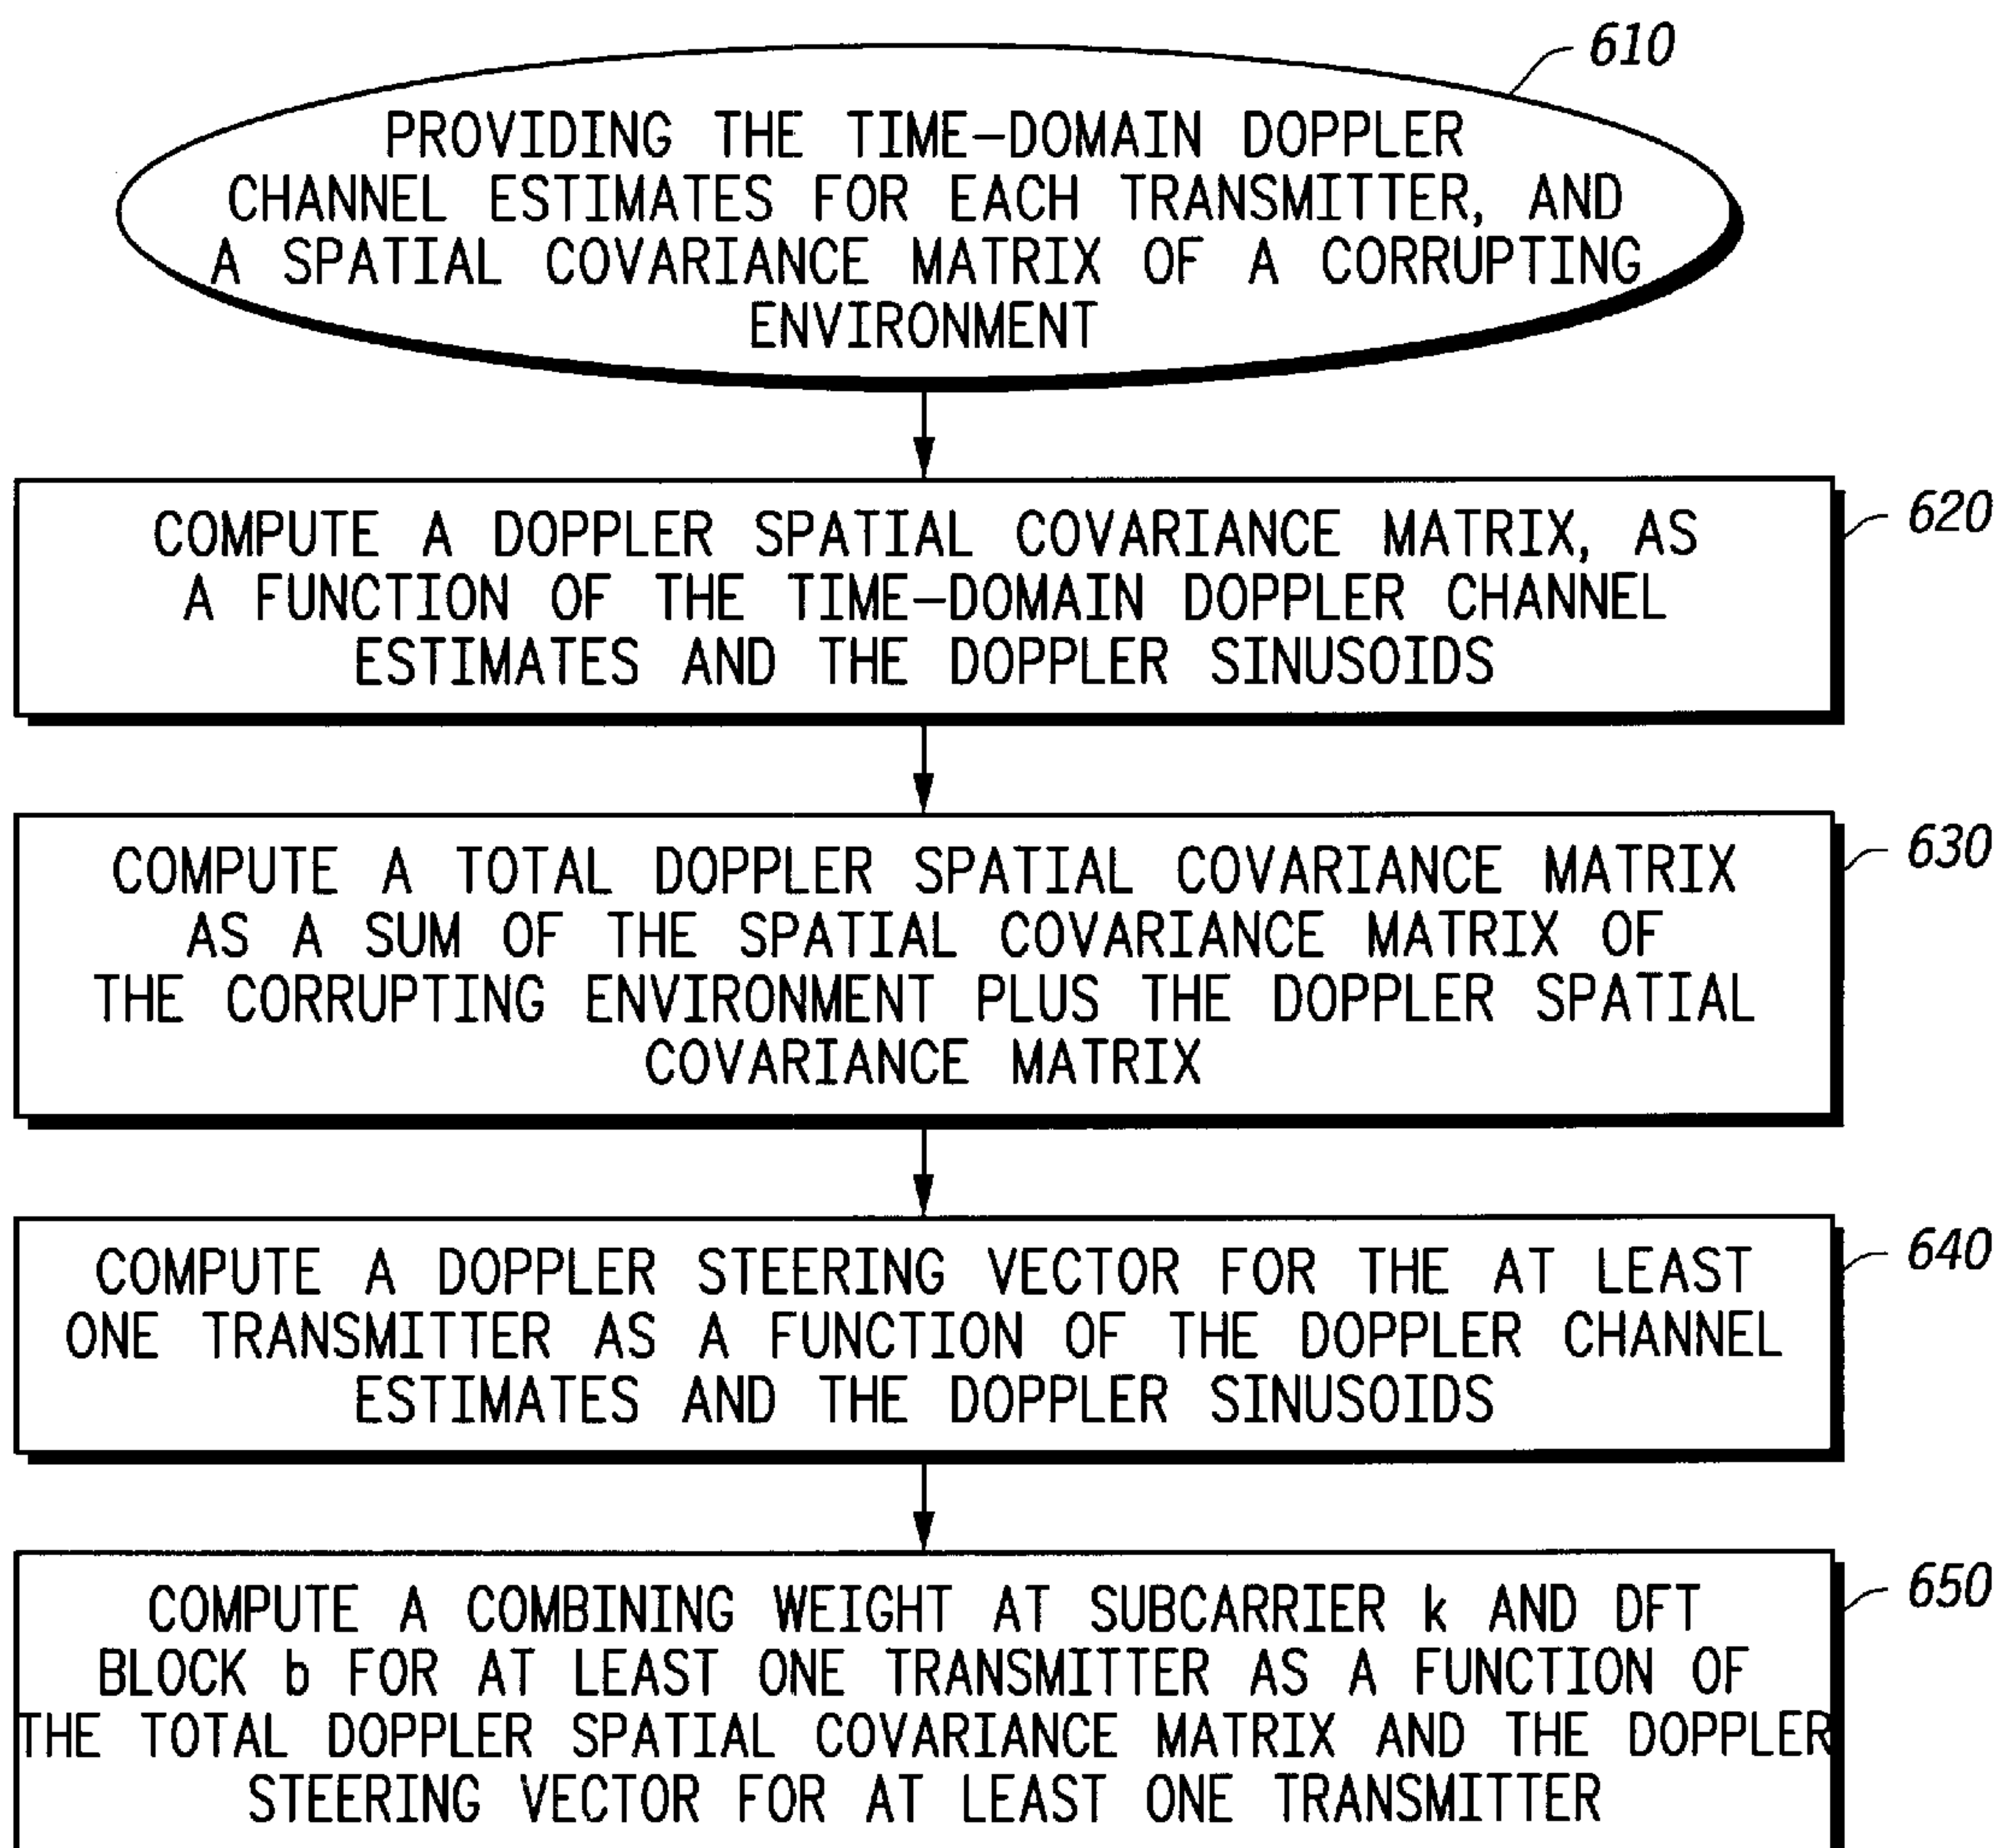 610
PROVIDING THE TIME-DOMAIN DOPPLER
CHANNEL ESTIMATES FOR EACH TRANSMITTER, AND
A SPATIAL COVARIANCE MATRIX OF A CORRUPTING
ENVIRONMENT
620
COMPUTE A DOPPLER SPATIAL COVARIANCE MATRIX, AS
A FUNCTION OF THE TIME-DOMAIN DOPPLER CHANNEL
ESTIMATES AND THE DOPPLER SINUSOIDS
630
COMPUTE A TOTAL DOPPLER SPATIAL COVARIANCE MATRIX
AS A SUM OF THE SPATIAL COVARIANCE MATRIX OF
THE CORRUPTING ENVIRONMENT PLUS THE DOPPLER SPATIAL
COVARIANCE MATRIX
640
COMPUTE A DOPPLER STEERING VECTOR FOR THE AT LEAST
ONE TRANSMITTER AS A FUNCTION OF THE DOPPLER CHANNEL
ESTIMATES AND THE DOPPLER SINUSOIDS
650
COMPUTE A COMBINING WEIGHT AT SUBCARRIER k AND DFT
BLOCK b FOR AT LEAST ONE TRANSMITTER AS A FUNCTION OF
THE TOTAL DOPPLER SPATIAL COVARIANCE MATRIX AND THE DOPPLER
STEERING VECTOR FOR AT LEAST ONE TRANSMITTER